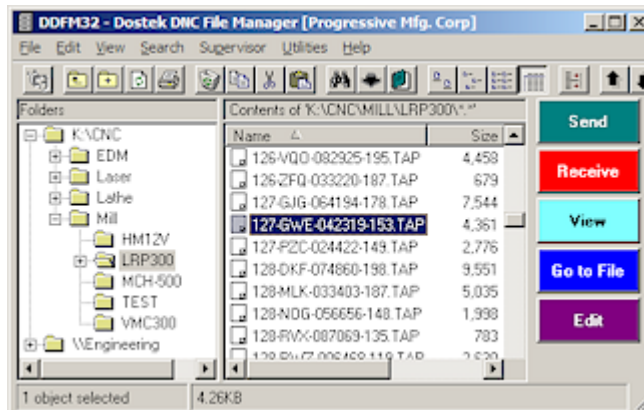 DDFM32 - Dostek DNC File Manager [Progressive Mfg. Corp]
File Edit View Search Supervisor Utilities Help
Folders
Contents of 'K:\CNC\MILL\LRP300\*.*'
Send
Receive
View
Go to File
Edit
K:\CNC
EDM
Laser
Lathe
Mill
HM12V
LRP300
MCH-500
TEST
VMC300
\\Engineering
Name Size
126-VQO-082925-195.TAP 4,458
126-ZFQ-033220-187.TAP 679
127-GJG-064194-178.TAP 7,544
127-GWE-042319-153.TAP 4,361
127-PZC-024422-149.TAP 2,776
128-DKF-074860-198.TAP 9,551
128-MLK-033403-187.TAP 5,035
128-NOG-056656-148.TAP 1,998
128-RVX-087069-135.TAP 783
1 object selected 4.26KB